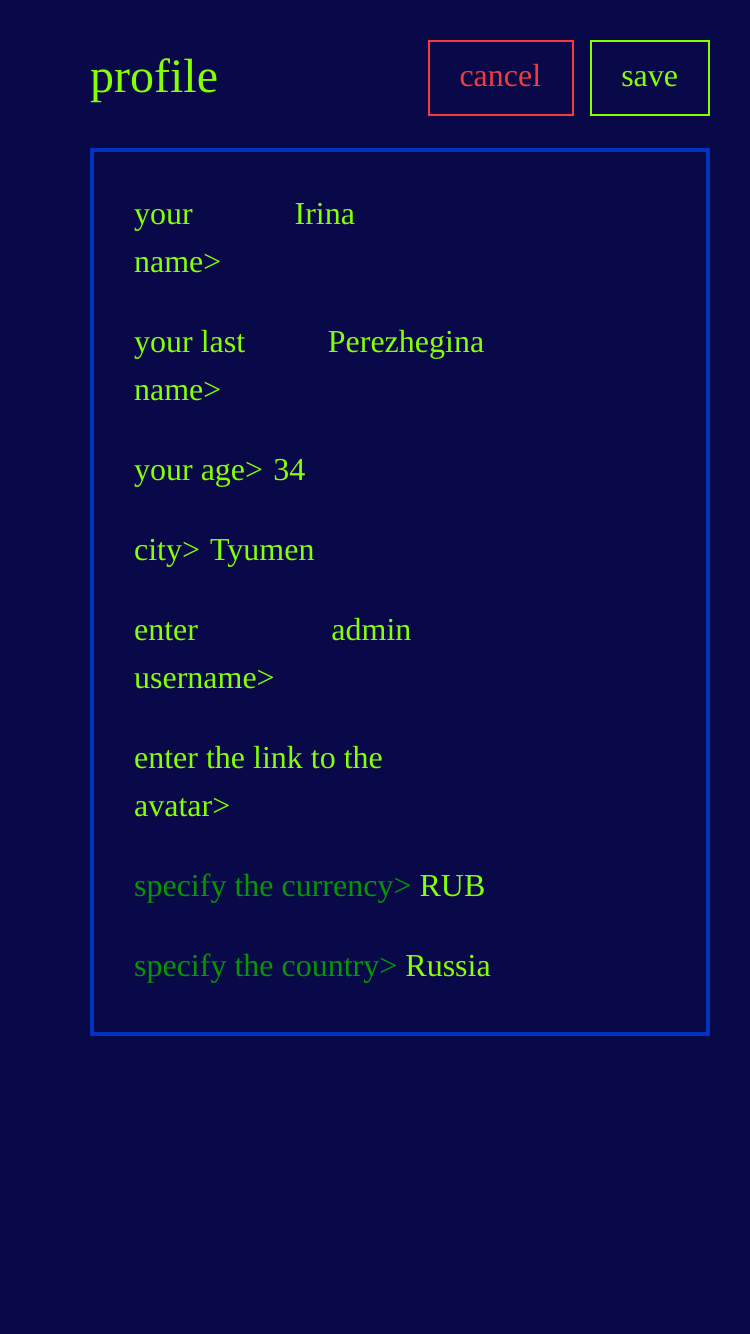 profile
cancel
save
your Irina
name>
your last Perezhegina
name>
your age> 34
city> Tyumen
enter admin
username>
enter the link to the
avatar>
specify the currency> RUB
specify the country> Russia